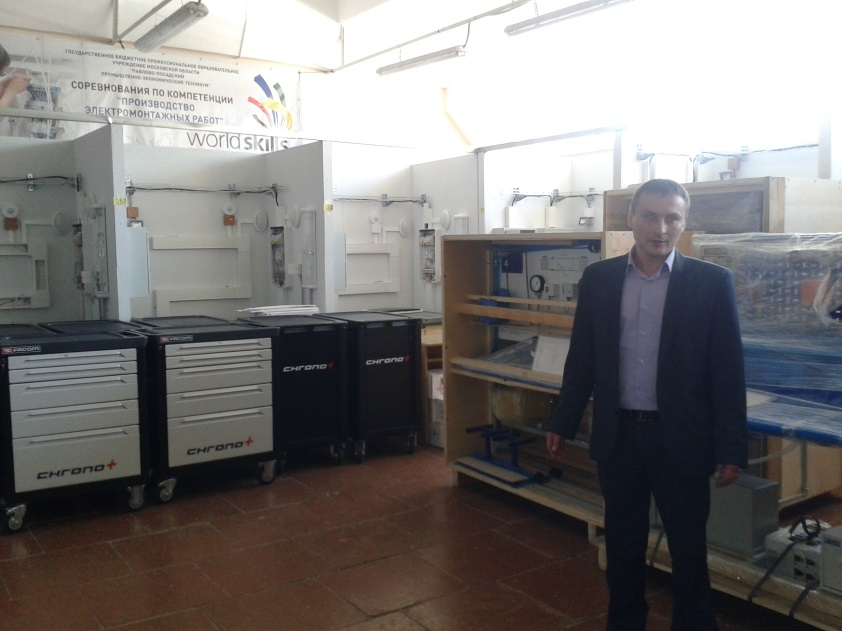 ГОСУДАРСТВЕННОЕ БЮДЖЕТНОЕ ПРОФЕССИОНАЛЬНОЕ ОБРАЗОВАТЕЛЬНОЕ
УЧРЕЖДЕНИЕ МОСКОВСКОЙ ОБЛАСТИ
"ПАВЛОВО-ПОСАДСКИЙ
ПРОМЫШЛЕННО-ЭКОНОМИЧЕСКИЙ ТЕХНИКУМ"
СОРЕВНОВАНИЯ ПО КОМПЕТЕНЦИИ
"ПРОИЗВОДСТВО
ЭЛЕКТРОМОНТАЖНЫХ РАБОТ"
worldskills
FACOM
FACOM
CHRONO+
CHRONO+
CHRONO+
CHRONO+